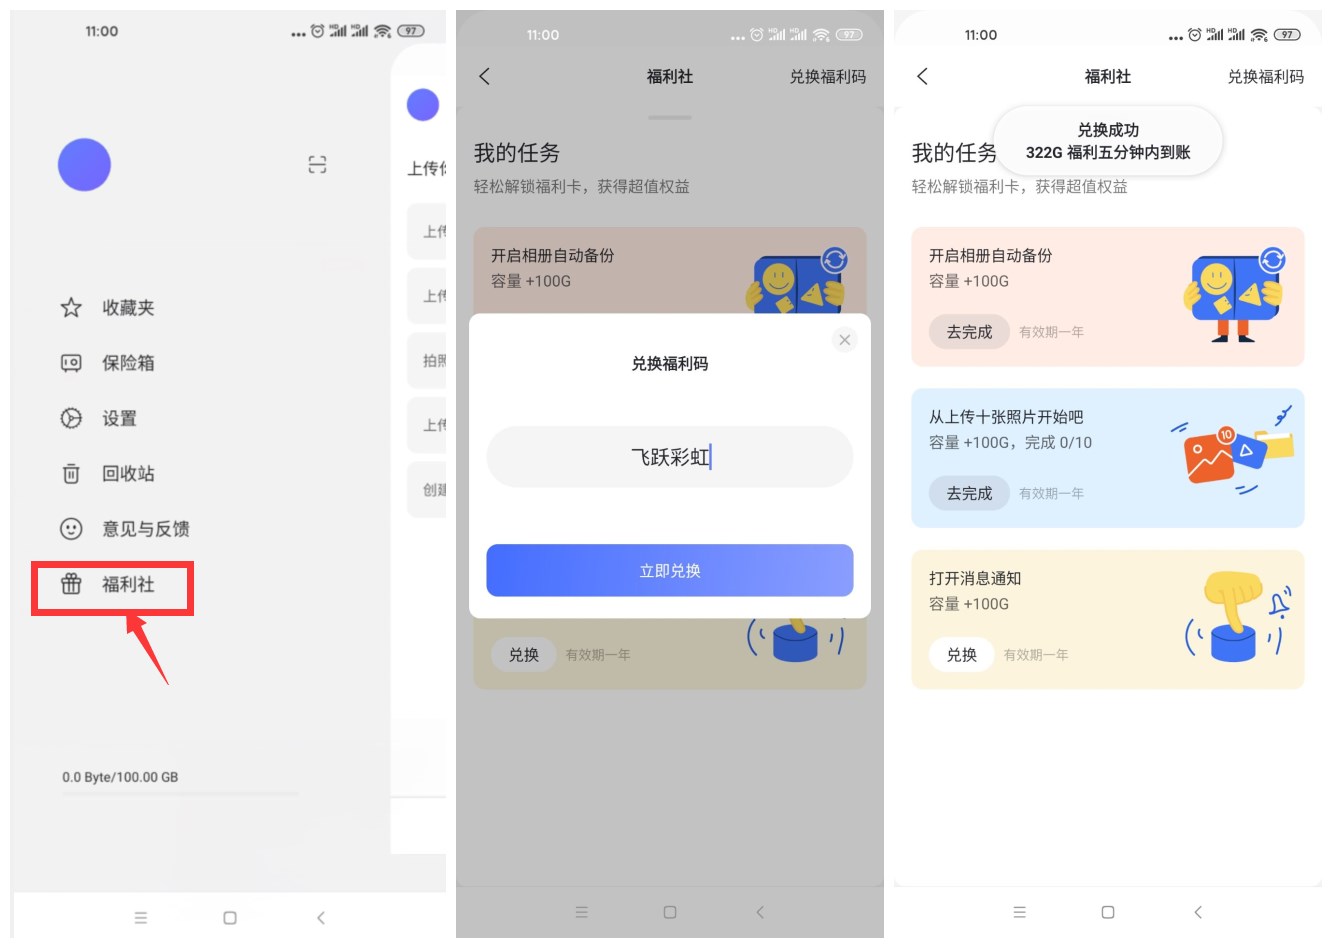 11:00
HD HD 97
上传
上传
上传
拍照
上传
创建
收藏夹
保险箱
设置
回收站
意见与反馈
福利社
0.0 Byte/100.00 GB
11:00
HD HD 97
福利社
兑换福利码
我的任务
轻松解锁福利卡，获得超值权益
开启相册自动备份
容量 +100G
兑换福利码
飞跃彩虹
立即兑换
兑换
有效期一年
11:00
HD HD 97
福利社
兑换福利码
兑换成功
322G 福利五分钟内到账
我的任务
轻松解锁福利卡，获得超值权益
开启相册自动备份
容量 +100G
去完成
有效期一年
从上传十张照片开始吧
容量 +100G，完成 0/10
10
去完成
有效期一年
打开消息通知
容量 +100G
兑换
有效期一年